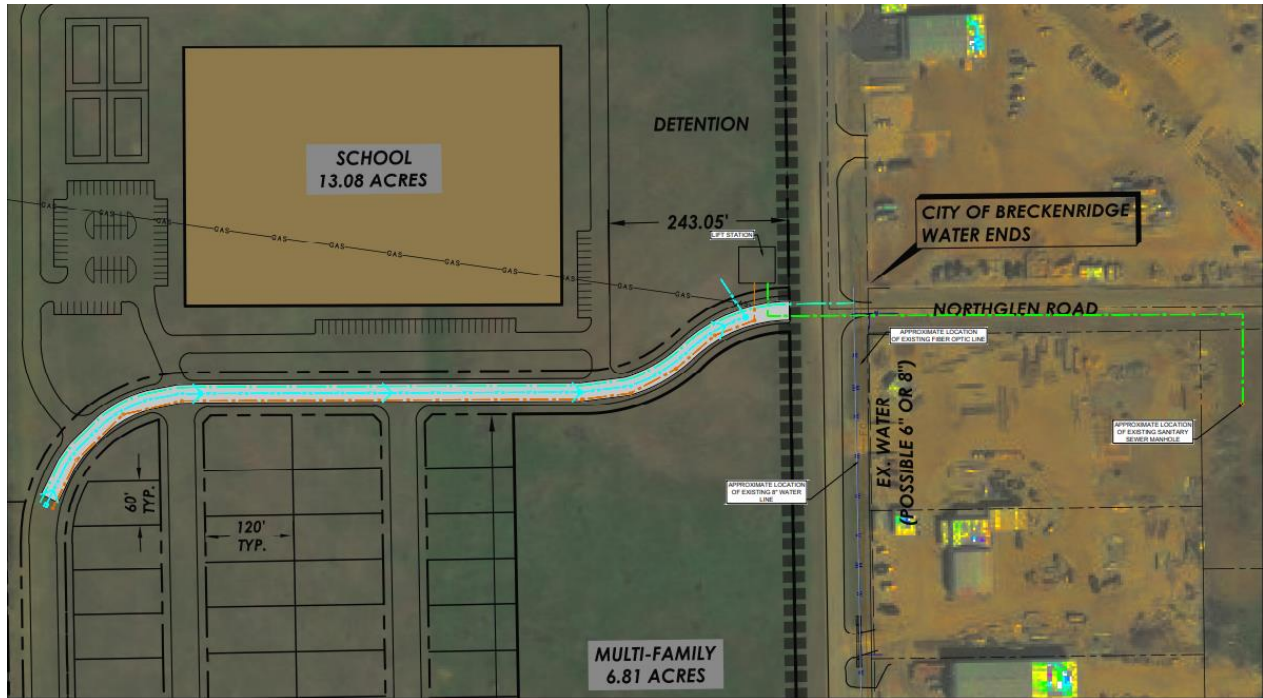 DETENTION
SCHOOL
13.08 ACRES
GAS GAS GAS GAS GAS GAS GAS GAS GAS
243.05'
LIFT STATION
CITY OF BRECKENRIDGE
WATER ENDS
NORTHGLEN ROAD
APPROXIMATE LOCATION
OF EXISTING FIBER OPTIC LINE
EX. WATER
(POSSIBLE 6" OR 8")
APPROXIMATE LOCATION
OF EXISTING SANITARY
SEWER MANHOLE
APPROXIMATE LOCATION
OF EXISTING 8" WATER
LINE
60'
TYP.
120'
TYP.
MULTI-FAMILY
6.81 ACRES